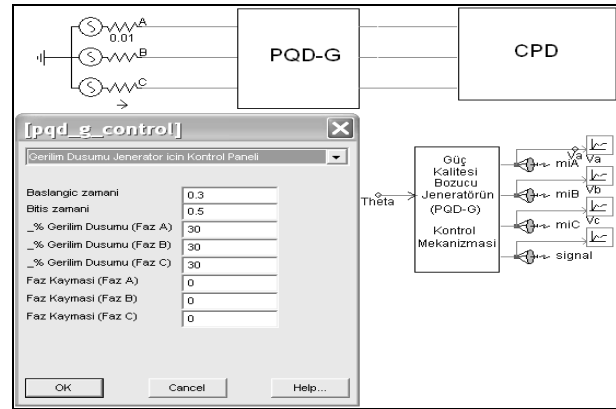 A
0.01
B
C
PQD-G
CPD
[pqd_g_control]
Gerilim Dusumu Jenerator icin Kontrol Paneli
Baslangic zamani 0.3
Bitis zamani 0.5
_% Gerilim Dusumu (Faz A) 30
_% Gerilim Dusumu (Faz B) 30
_% Gerilim Dusumu (Faz C) 30
Faz Kaymasi (Faz A) 0
Faz Kaymasi (Faz B) 0
Faz Kaymasi (Faz C) 0
OK Cancel Help...
Theta
Güç
Kalitesi
Bozucu
Jeneratörün
(PQD-G)
Kontrol
Mekanizması
Va
miA Va
miB Vb
miC Vc
signal